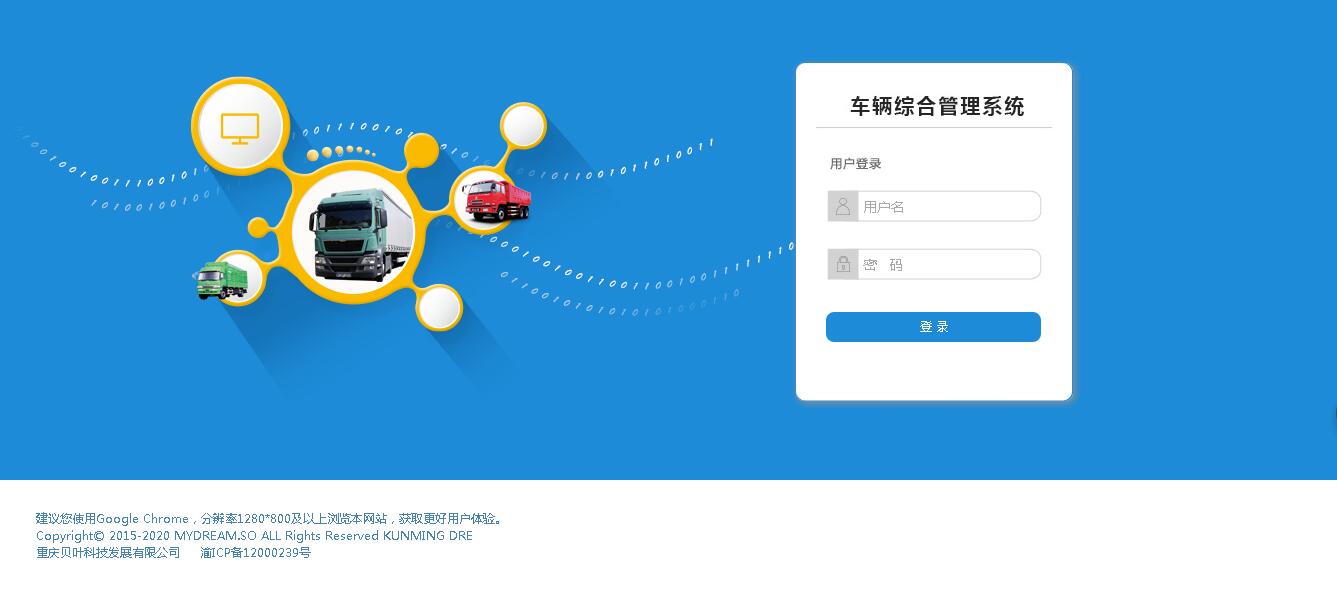 车辆综合管理系统
用户登录
用户名
密 码
登 录
建议您使用Google Chrome，分辨率1280*800及以上浏览本网站，获取更好用户体验。
Copyright© 2015-2020 MYDREAM.SO ALL Rights Reserved KUNMING DRE
重庆贝叶科技发展有限公司 渝ICP备12000239号